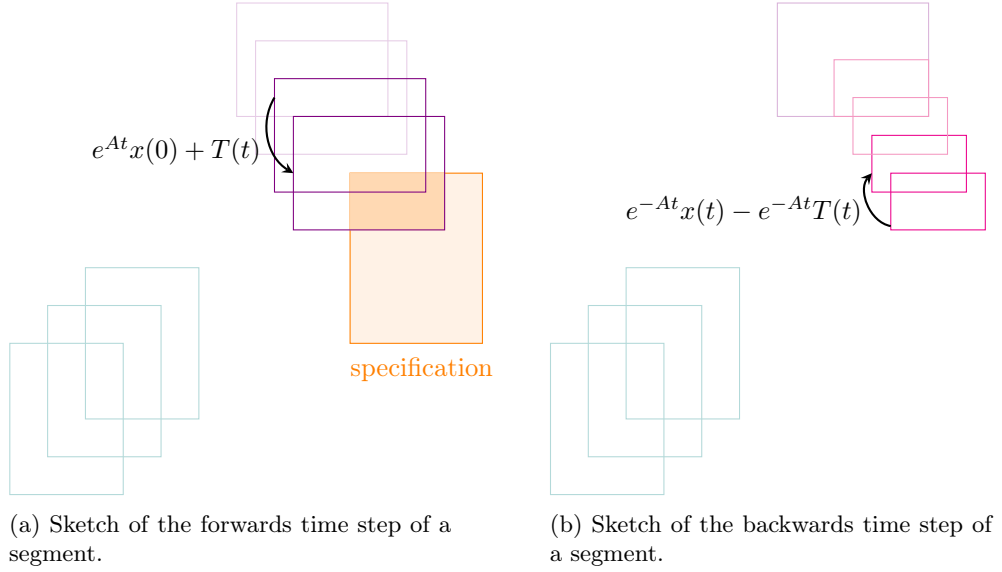 e^{At}x(0) + T(t)
e^{-At}x(t) − e^{-At}T(t)
specification
(a) Sketch of the forwards time step of a
segment.
(b) Sketch of the backwards time step of
a segment.